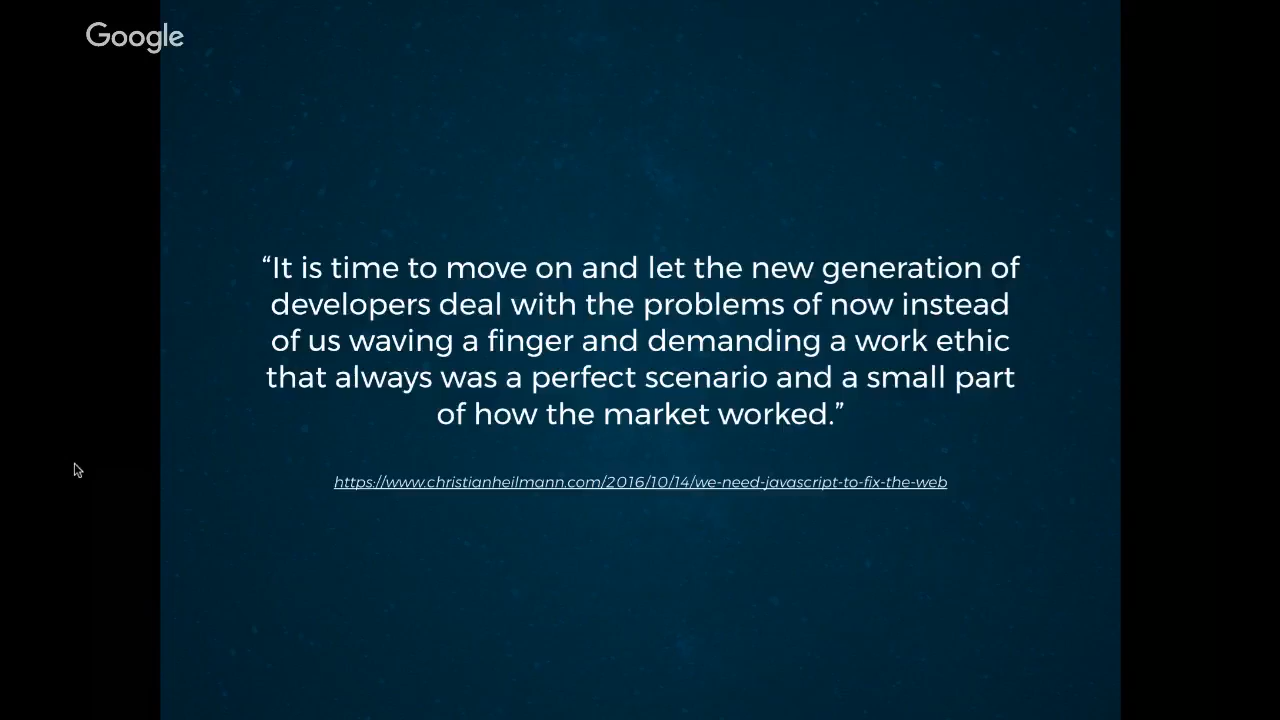 Google
“It is time to move on and let the new generation of
developers deal with the problems of now instead
of us waving a finger and demanding a work ethic
that always was a perfect scenario and a small part
of how the market worked.”
https://www.christianheilmann.com/2016/10/14/we-need-javascript-to-fix-the-web